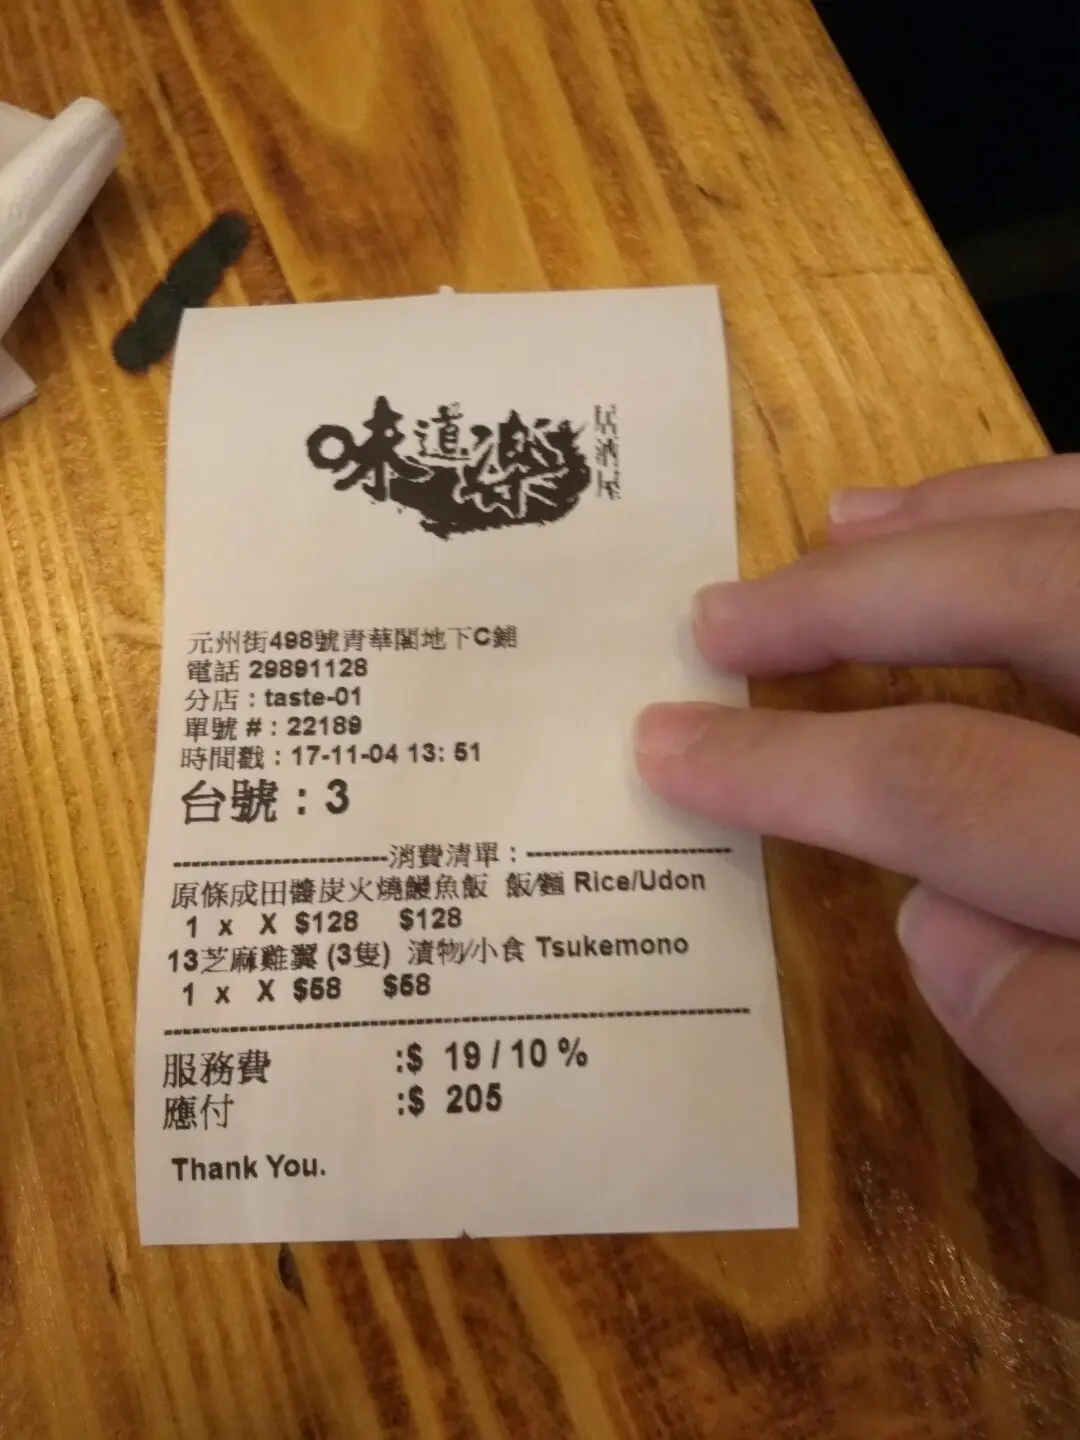 味道樂
居酒屋
元州街498號青華閣地下C鋪
電話 29891128
分店 : taste-01
單號 # : 22189
時間戳 : 17-11-04 13: 51
台號 : 3
------------------------消費清單 : ------------------------
原條成田醬炭火燒鰻魚飯 飯/麵 Rice/Udon
1 x X $128 $128
13芝麻雞翼 (3隻) 漬物/小食 Tsukemono
1 x X $58 $58
服務費 :$ 19 / 10 %
應付 :$ 205
Thank You.